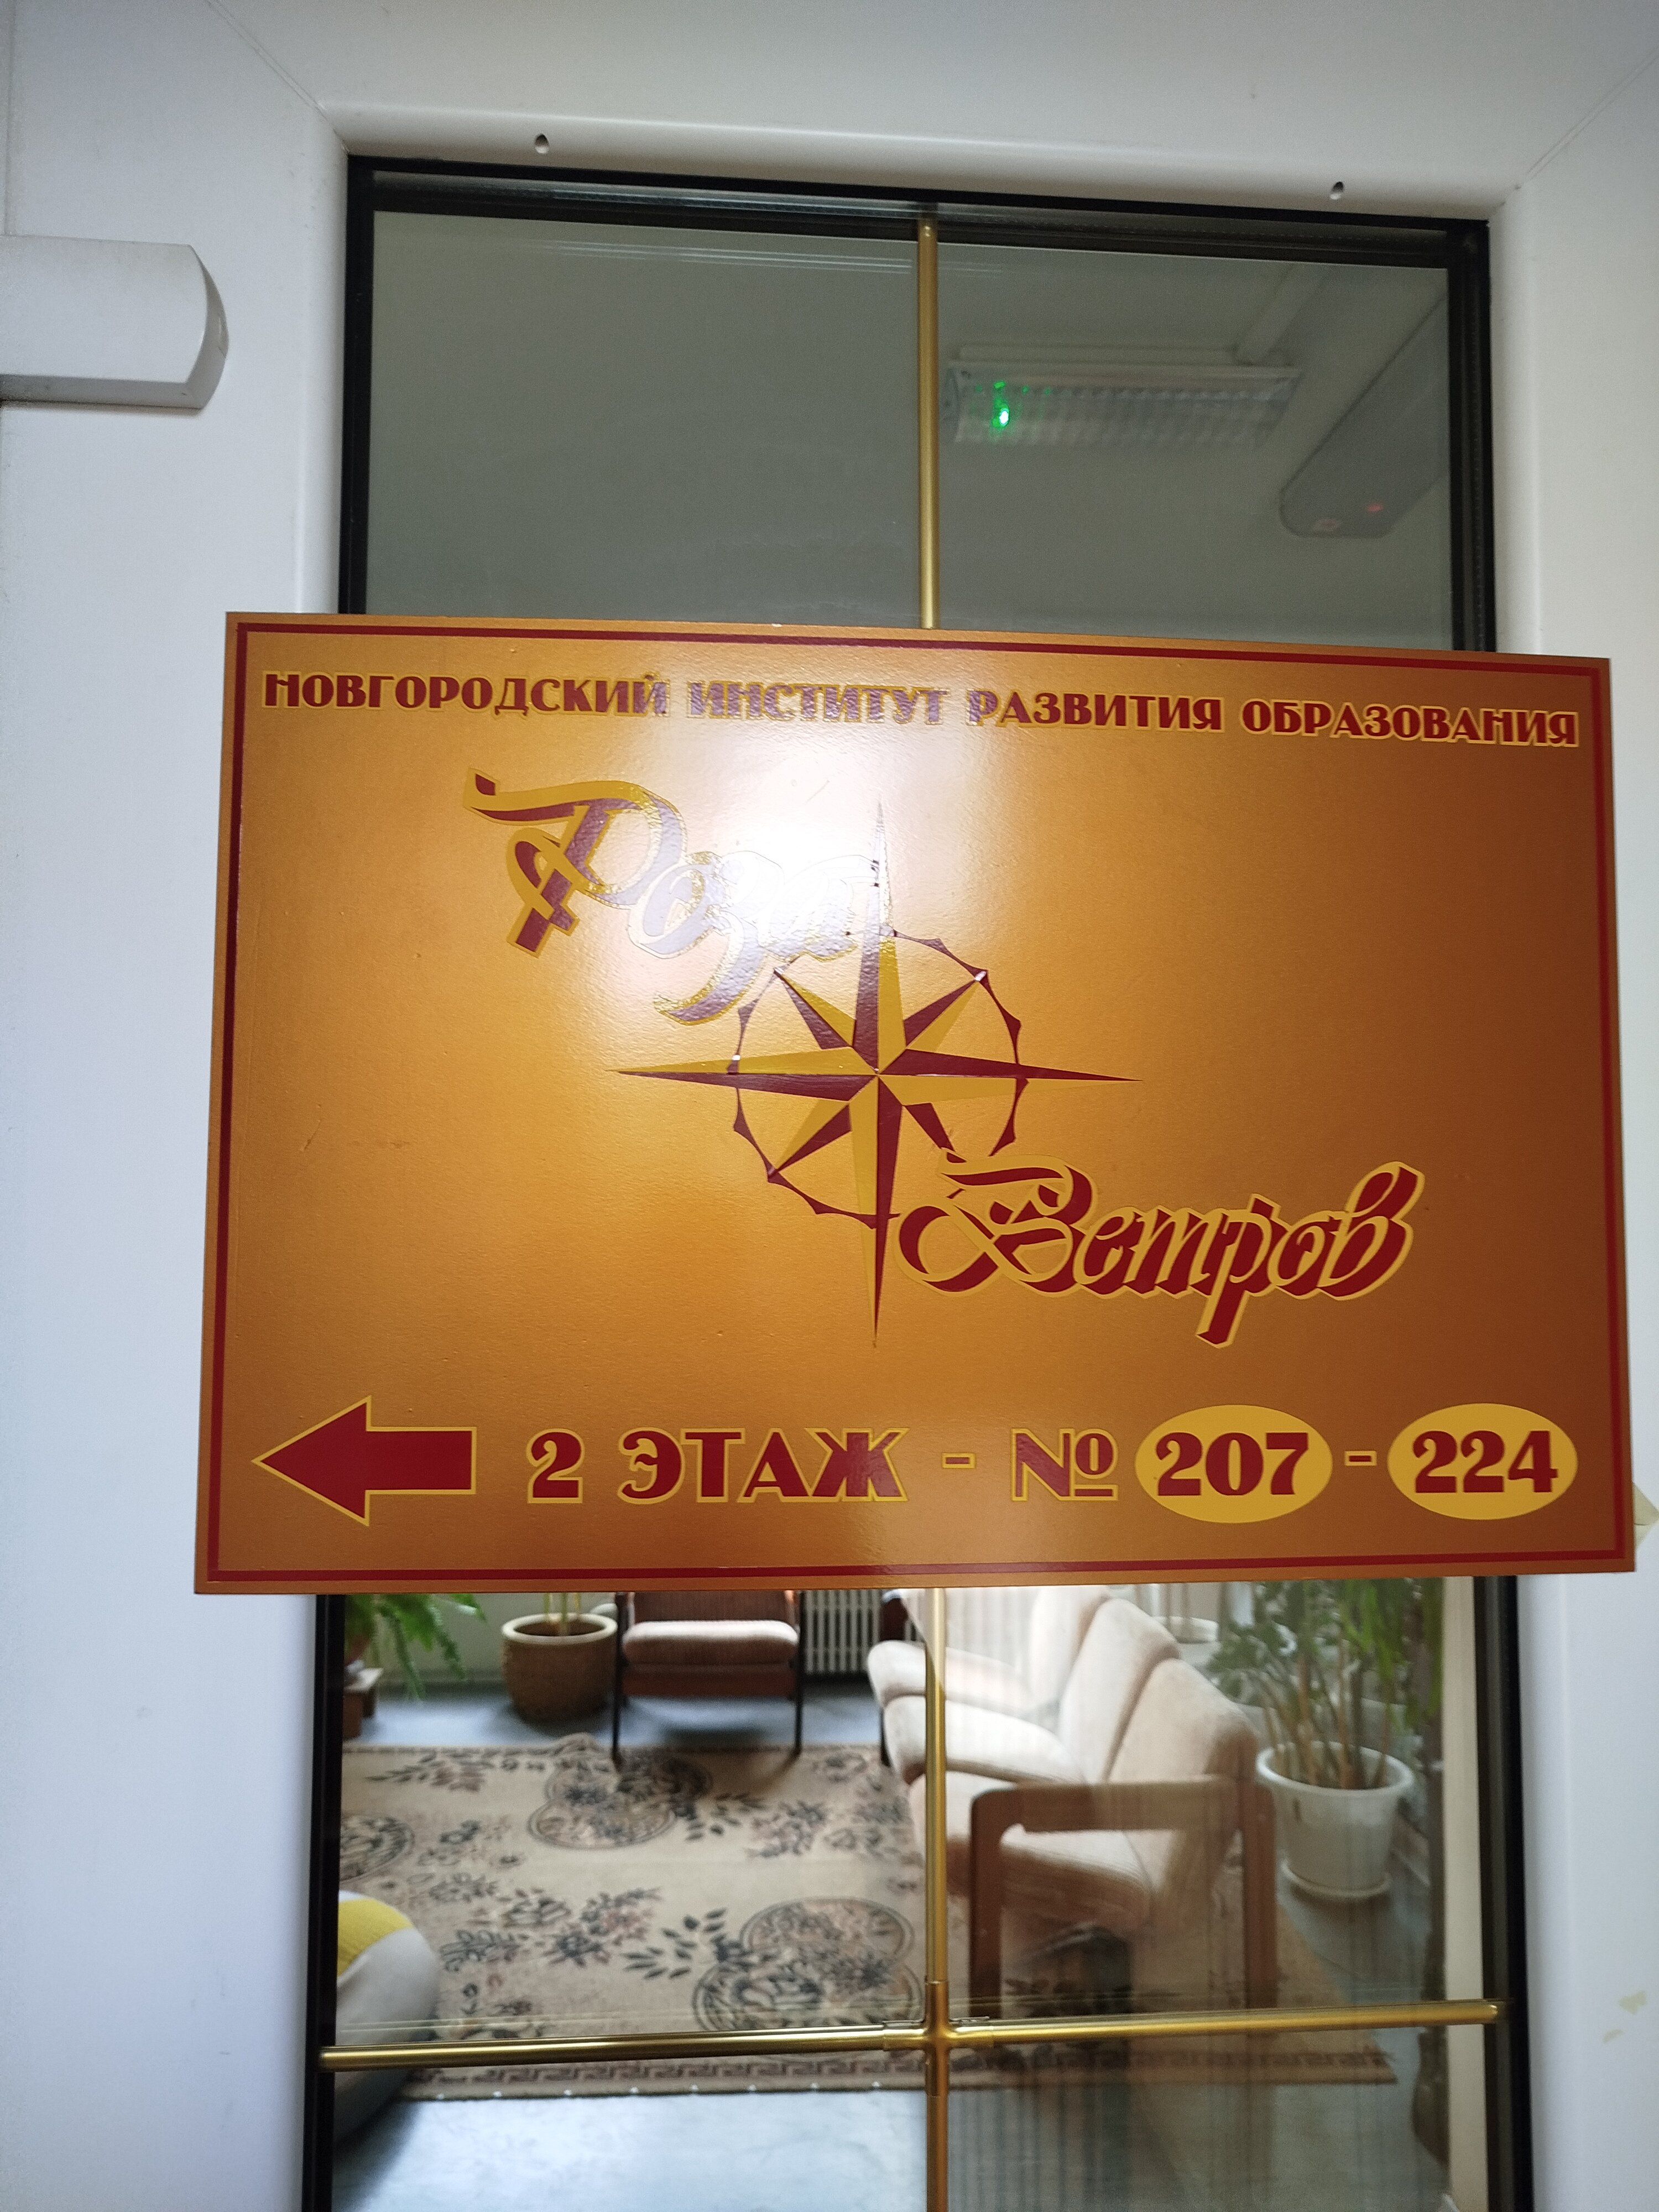 НОВГОРОДСКИЙ ИНСТИТУТ РАЗВИТИЯ ОБРАЗОВАНИЯ
Роза
Ветров
2 ЭТАЖ - № 207 - 224